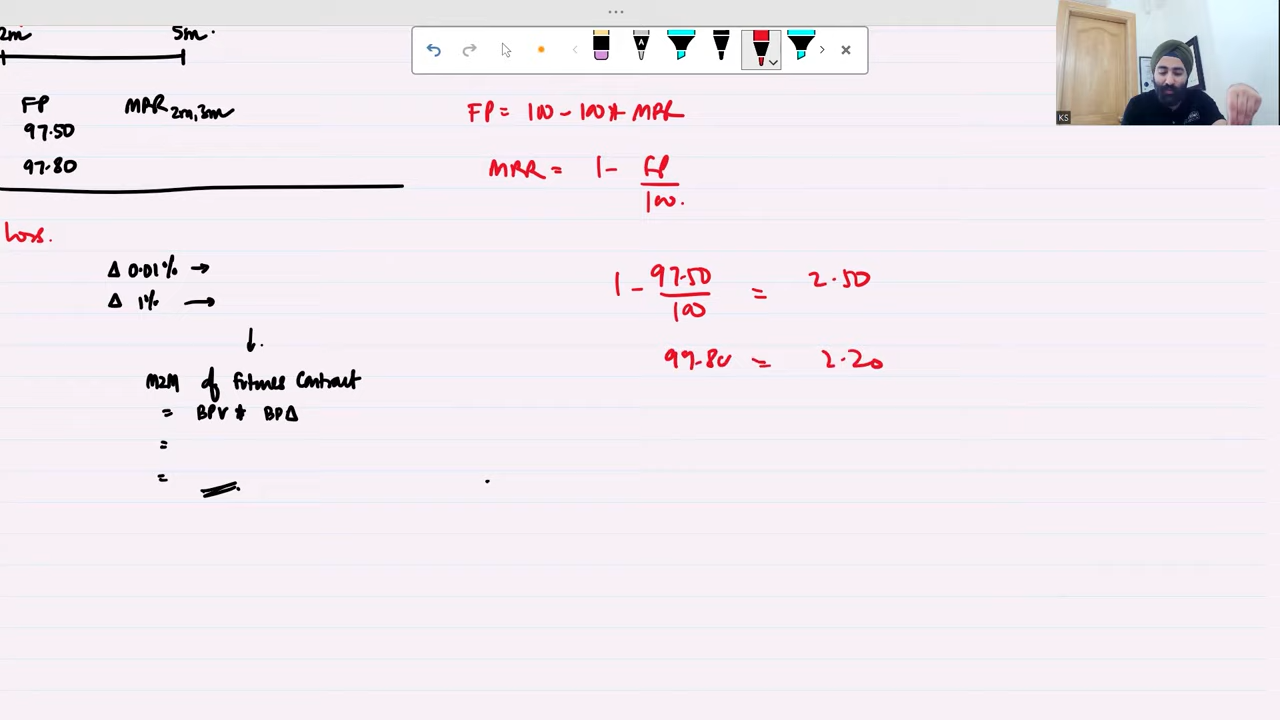 2m 5m.
FP MRR2m,3m
97.50
97.80
Loss.
Δ 0.01% →
Δ 1% →
↓.
M2M of Futures Contract
= BPV * BPΔ
=
=
FP = 100 - 100 * MRR
MRR = 1 - FP
100.
1 - 97.50 = 2.50
100
99.80 = 2.20
A
KS